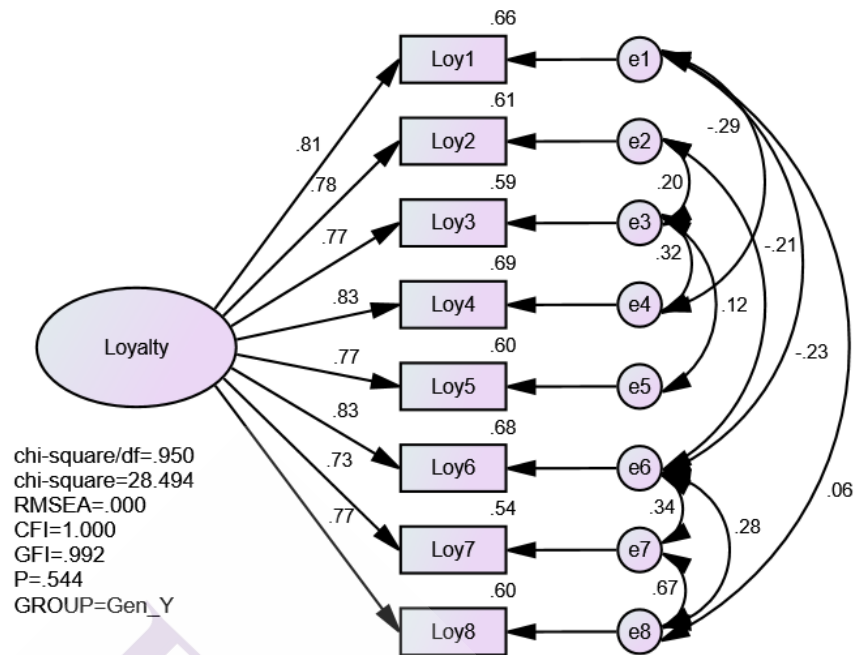 .66
Loy1
e1
.61
-.29
.81
Loy2
e2
.78
.59
.20
Loy3
e3
.77
-.21
.69
.32
.83
Loy4
e4
.12
Loyalty
.60
.77
-.23
Loy5
e5
.83
.68
chi-square/df=.950
Loy6
e6
.73
chi-square=28.494
.06
RMSEA=.000
.54
.34
.77
.28
CFI=1.000
Loy7
e7
GFI=.992
P=.544
.60
.67
GROUP=Gen_Y
Loy8
e8